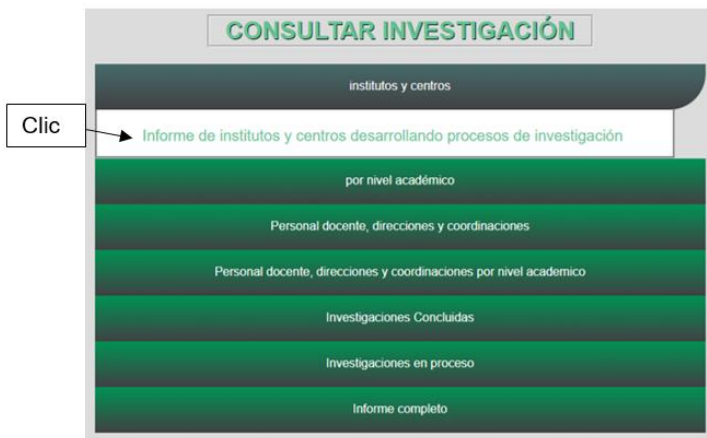 CONSULTAR INVESTIGACIÓN
institutos y centros
Clic
Informe de institutos y centros desarrollando procesos de investigación
por nivel académico
Personal docente, direcciones y coordinaciones
Personal docente, direcciones y coordinaciones por nivel academico
Investigaciones Concluidas
Investigaciones en proceso
Informe completo